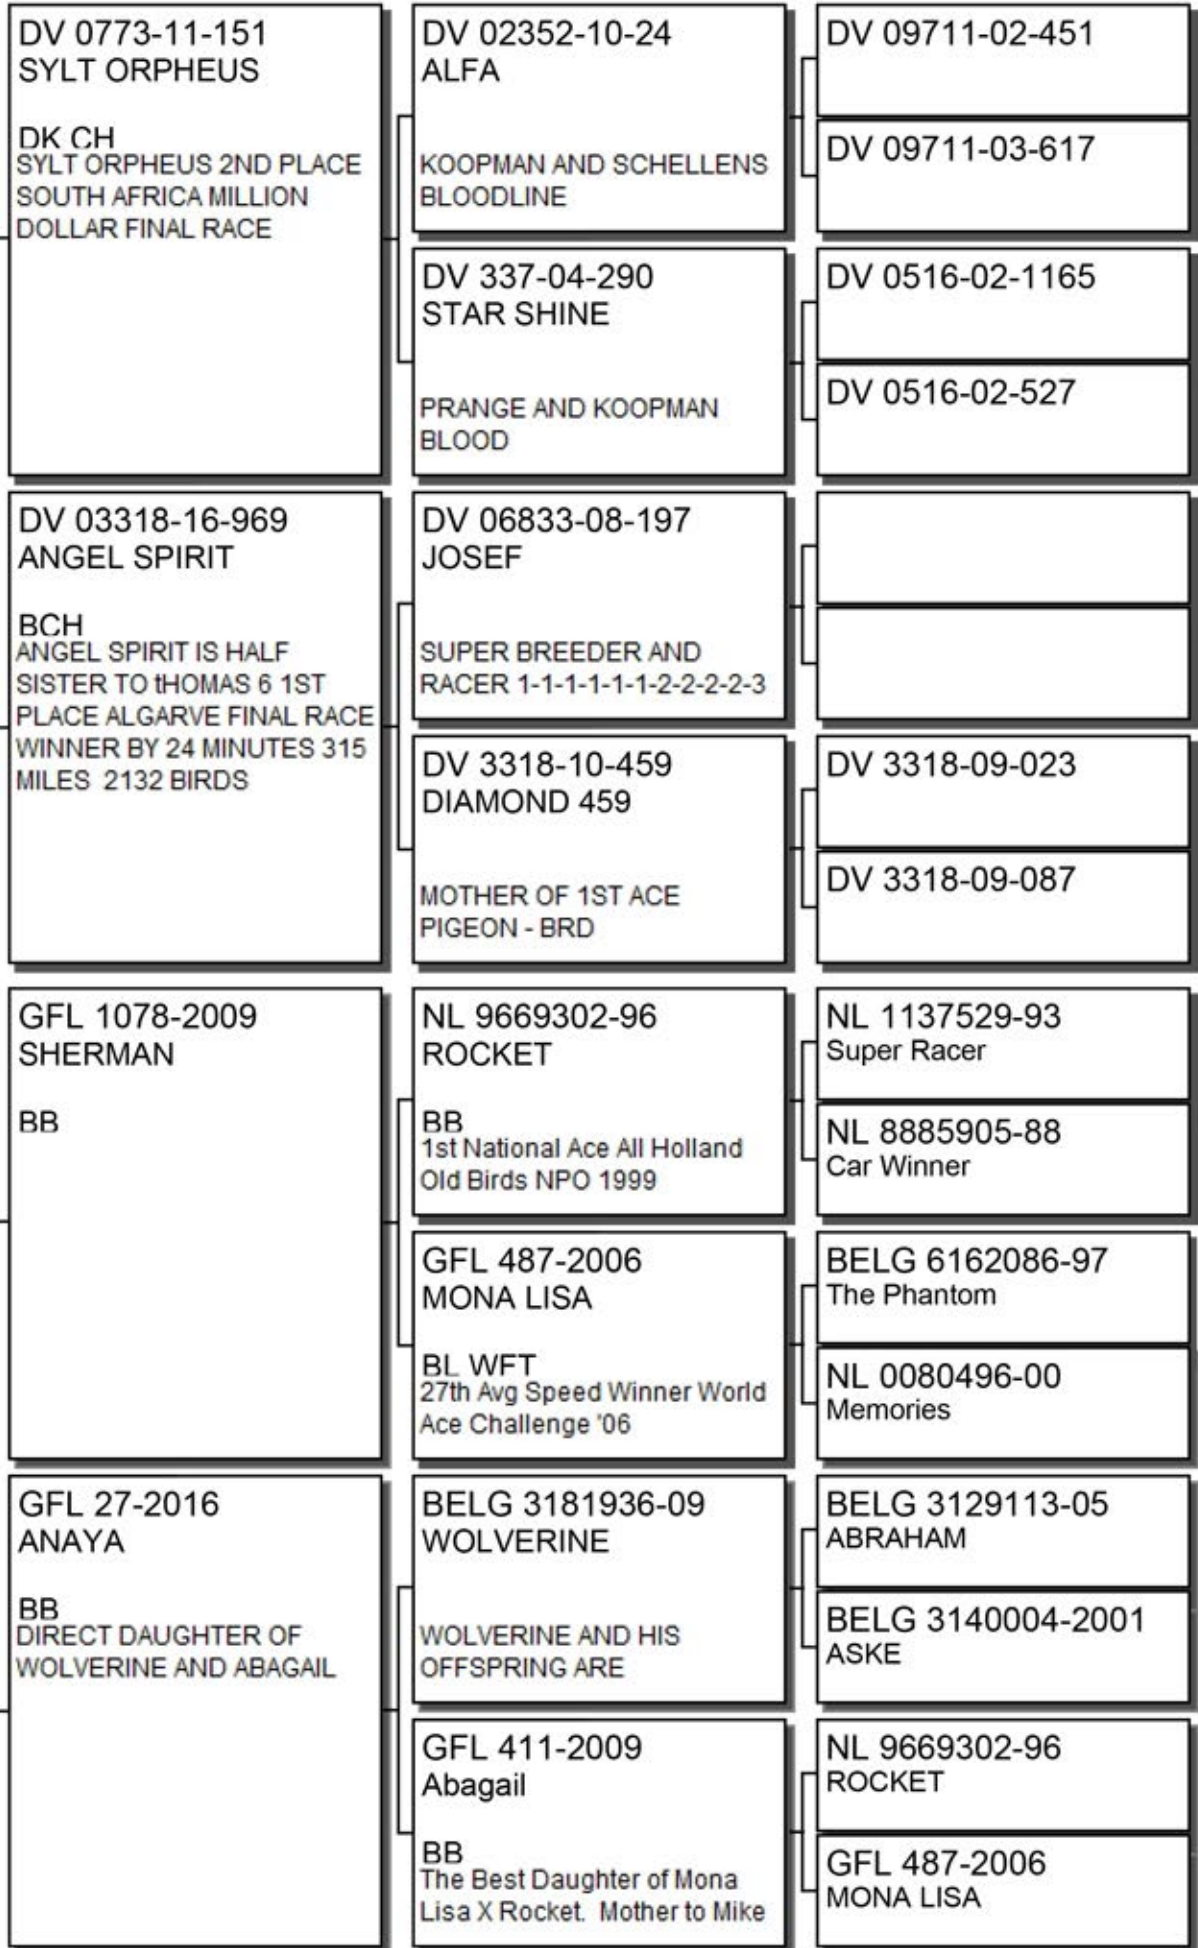 DV 0773-11-151
SYLT ORPHEUS
DK CH
SYLT ORPHEUS 2ND PLACE
SOUTH AFRICA MILLION
DOLLAR FINAL RACE
DV 03318-16-969
ANGEL SPIRIT
BCH
ANGEL SPIRIT IS HALF
SISTER TO tHOMAS 6 1ST
PLACE ALGARVE FINAL RACE
WINNER BY 24 MINUTES 315
MILES 2132 BIRDS
GFL 1078-2009
SHERMAN
BB
GFL 27-2016
ANAYA
BB
DIRECT DAUGHTER OF
WOLVERINE AND ABAGAIL
DV 02352-10-24
ALFA
KOOPMAN AND SCHELLENS
BLOODLINE
DV 337-04-290
STAR SHINE
PRANGE AND KOOPMAN
BLOOD
DV 06833-08-197
JOSEF
SUPER BREEDER AND
RACER 1-1-1-1-1-1-2-2-2-2-3
DV 3318-10-459
DIAMOND 459
MOTHER OF 1ST ACE
PIGEON - BRD
NL 9669302-96
ROCKET
BB
1st National Ace All Holland
Old Birds NPO 1999
GFL 487-2006
MONA LISA
BL WFT
27th Avg Speed Winner World
Ace Challenge '06
BELG 3181936-09
WOLVERINE
WOLVERINE AND HIS
OFFSPRING ARE
GFL 411-2009
Abagail
BB
The Best Daughter of Mona
Lisa X Rocket. Mother to Mike
DV 09711-02-451
DV 09711-03-617
DV 0516-02-1165
DV 0516-02-527
DV 3318-09-023
DV 3318-09-087
NL 1137529-93
Super Racer
NL 8885905-88
Car Winner
BELG 6162086-97
The Phantom
NL 0080496-00
Memories
BELG 3129113-05
ABRAHAM
BELG 3140004-2001
ASKE
NL 9669302-96
ROCKET
GFL 487-2006
MONA LISA